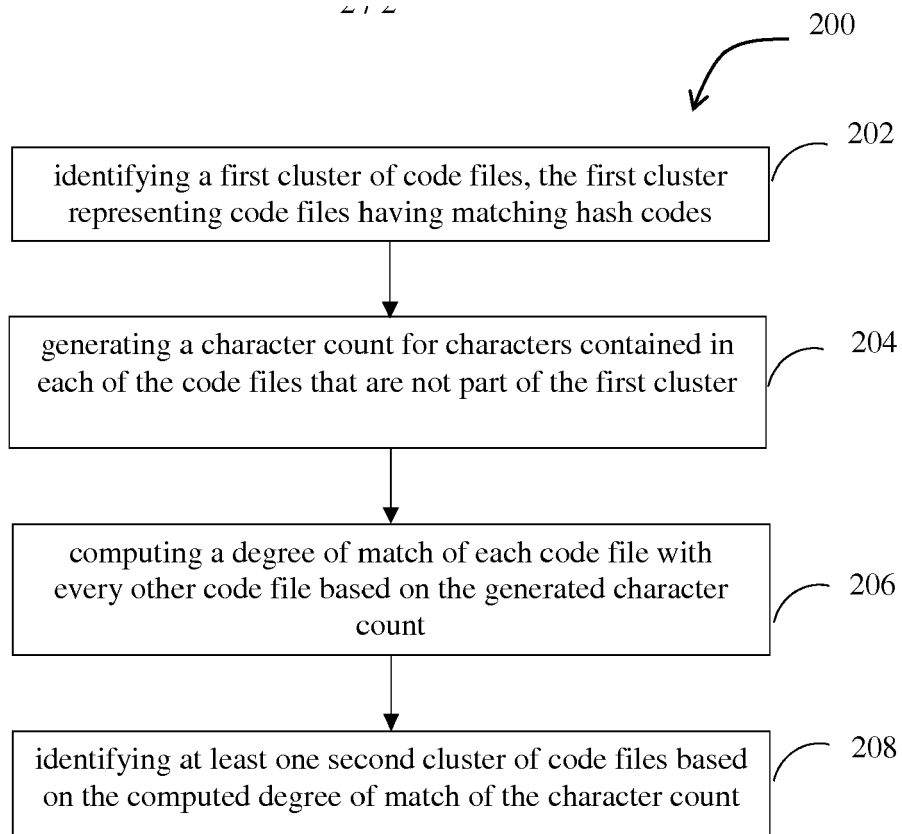 200
202
identifying a first cluster of code files, the first cluster
representing code files having matching hash codes
204
generating a character count for characters contained in
each of the code files that are not part of the first cluster
computing a degree of match of each code file with
every other code file based on the generated character
count
206
identifying at least one second cluster of code files based
on the computed degree of match of the character count
208